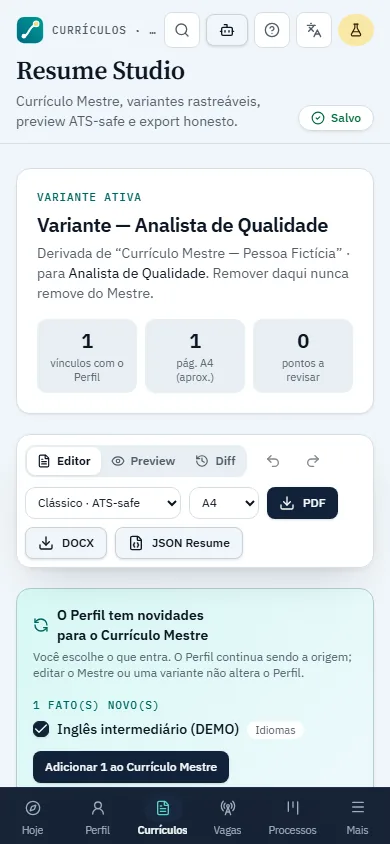 CURRÍCULOS · …
Resume Studio
Currículo Mestre, variantes rastreáveis,
preview ATS-safe e export honesto.
Salvo
VARIANTE ATIVA
Variante — Analista de Qualidade
Derivada de “Currículo Mestre — Pessoa Fictícia” ·
para Analista de Qualidade. Remover daqui nunca
remove do Mestre.
1
vínculos com o
Perfil
1
pág. A4
(aprox.)
0
pontos a
revisar
Editor
Preview
Diff
Clássico · ATS-safe
A4
PDF
DOCX
JSON Resume
O Perfil tem novidades
para o Currículo Mestre
Você escolhe o que entra. O Perfil continua sendo a origem;
editar o Mestre ou uma variante não altera o Perfil.
1 FATO(S) NOVO(S)
Inglês intermediário (DEMO) Idiomas
Adicionar 1 ao Currículo Mestre
Hoje
Perfil
Currículos
Vagas
Processos
Mais